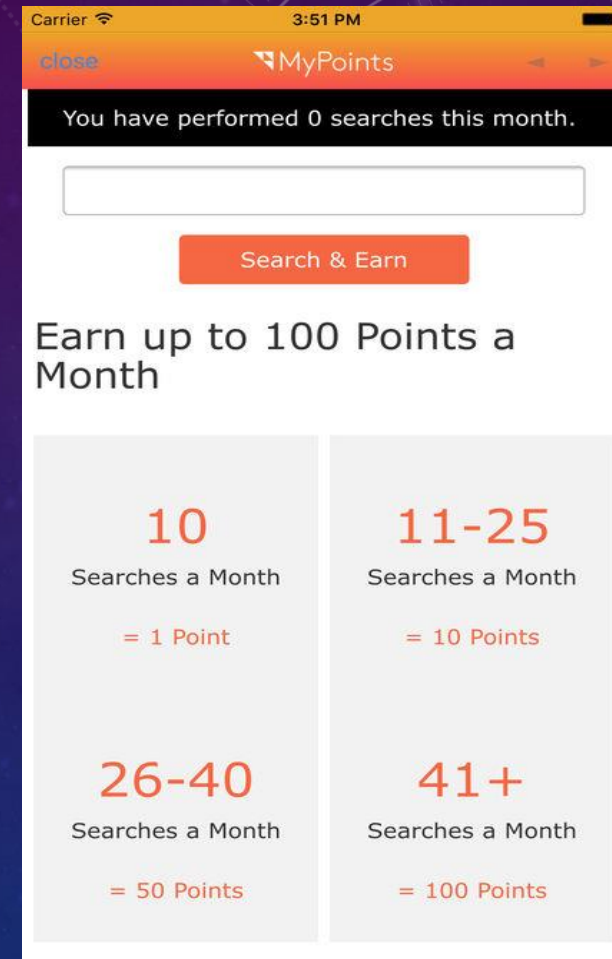 Carrier 3:51 PM
close MyPoints
You have performed 0 searches this month.
Search & Earn
Earn up to 100 Points a
Month
10
Searches a Month
= 1 Point
11-25
Searches a Month
= 10 Points
26-40
Searches a Month
= 50 Points
41+
Searches a Month
= 100 Points